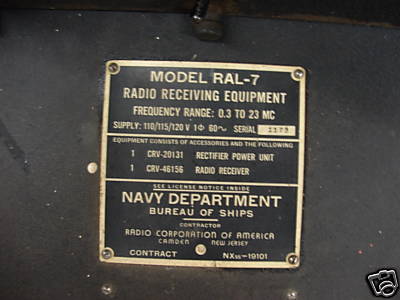 MODEL RAL-7
RADIO RECEIVING EQUIPMENT
FREQUENCY RANGE: 0.3 TO 23 MC
SUPPLY: 110/115/120 V 1Φ 60~ SERIAL
EQUIPMENT CONSISTS OF ACCESSORIES AND THE FOLLOWING
1 CRV-20131 RECTIFIER POWER UNIT
1 CRV-46156 RADIO RECEIVER
SEE LICENSE NOTICE INSIDE
NAVY DEPARTMENT
BUREAU OF SHIPS
CONTRACTOR
RADIO CORPORATION OF AMERICA
CAMDEN NEW JERSEY
CONTRACT NXss-19101